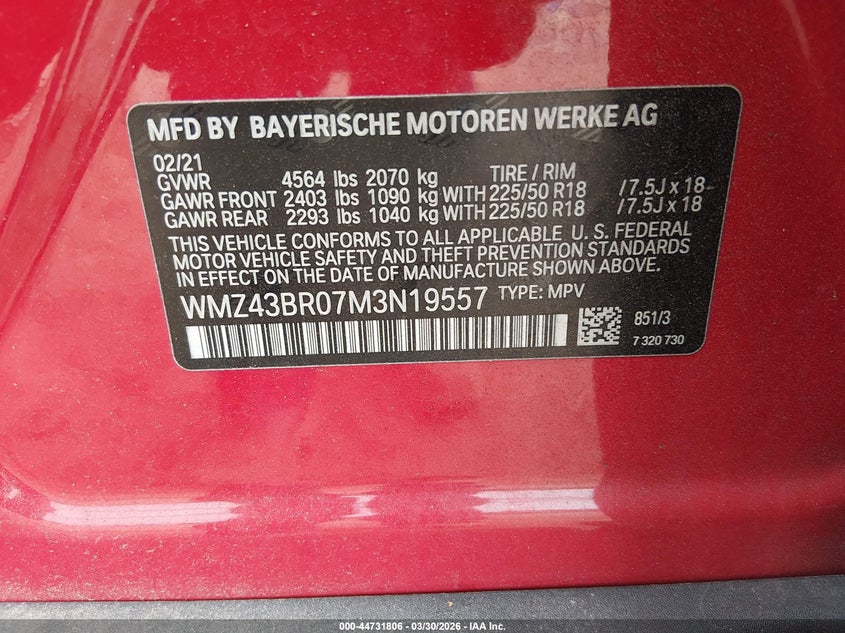 MFD BY BAYERISCHE MOTOREN WERKE AG
02/21 TIRE / RIM
GVWR 4564 lbs 2070 kg
GAWR FRONT 2403 lbs 1090 kg WITH 225/50 R18 /7.5J x 18
GAWR REAR 2293 lbs 1040 kg WITH 225/50 R18 /7.5J x 18
THIS VEHICLE CONFORMS TO ALL APPLICABLE U. S. FEDERAL
MOTOR VEHICLE SAFETY AND THEFT PREVENTION STANDARDS
IN EFFECT ON THE DATE OF MANUFACTURE SHOWN ABOVE.
WMZ43BR07M3N19557 TYPE: MPV
851/3
7 320 730
000-44731806 - 03/30/2026 - IAA Inc.